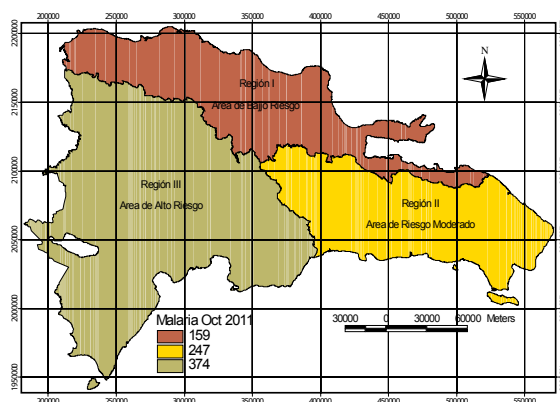 200000 250000 300000 350000 400000 450000 500000 550000
2200000
2150000
2100000
2050000
2000000
1950000
N
Región I
Area de Bajjo Riesgo
Región III
Area de Alto Riesgo
Región II
Area de Riesgo Moderado
Malaria Oct 2011
159
247
374
30000 0 30000 60000 Meters
200000 250000 300000 350000 400000 450000 500000 550000